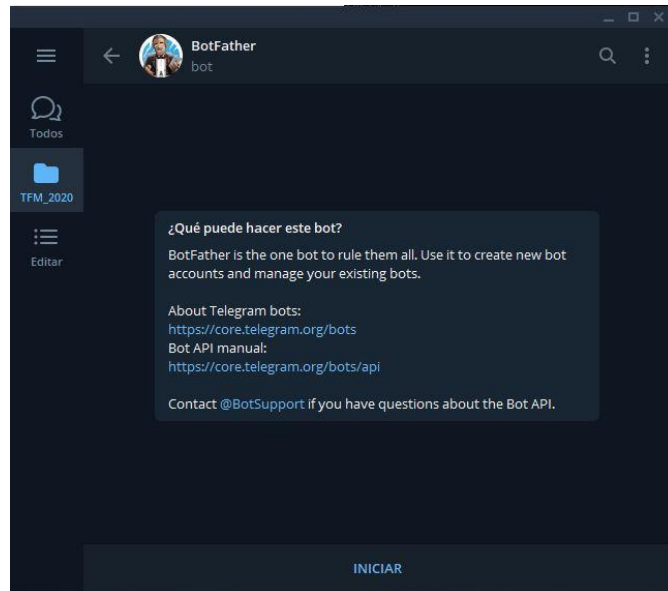 BotFather
bot
Todos
TFM_2020
Editar
¿Qué puede hacer este bot?
BotFather is the one bot to rule them all. Use it to create new bot
accounts and manage your existing bots.
About Telegram bots:
https://core.telegram.org/bots
Bot API manual:
https://core.telegram.org/bots/api
Contact @BotSupport if you have questions about the Bot API.
INICIAR